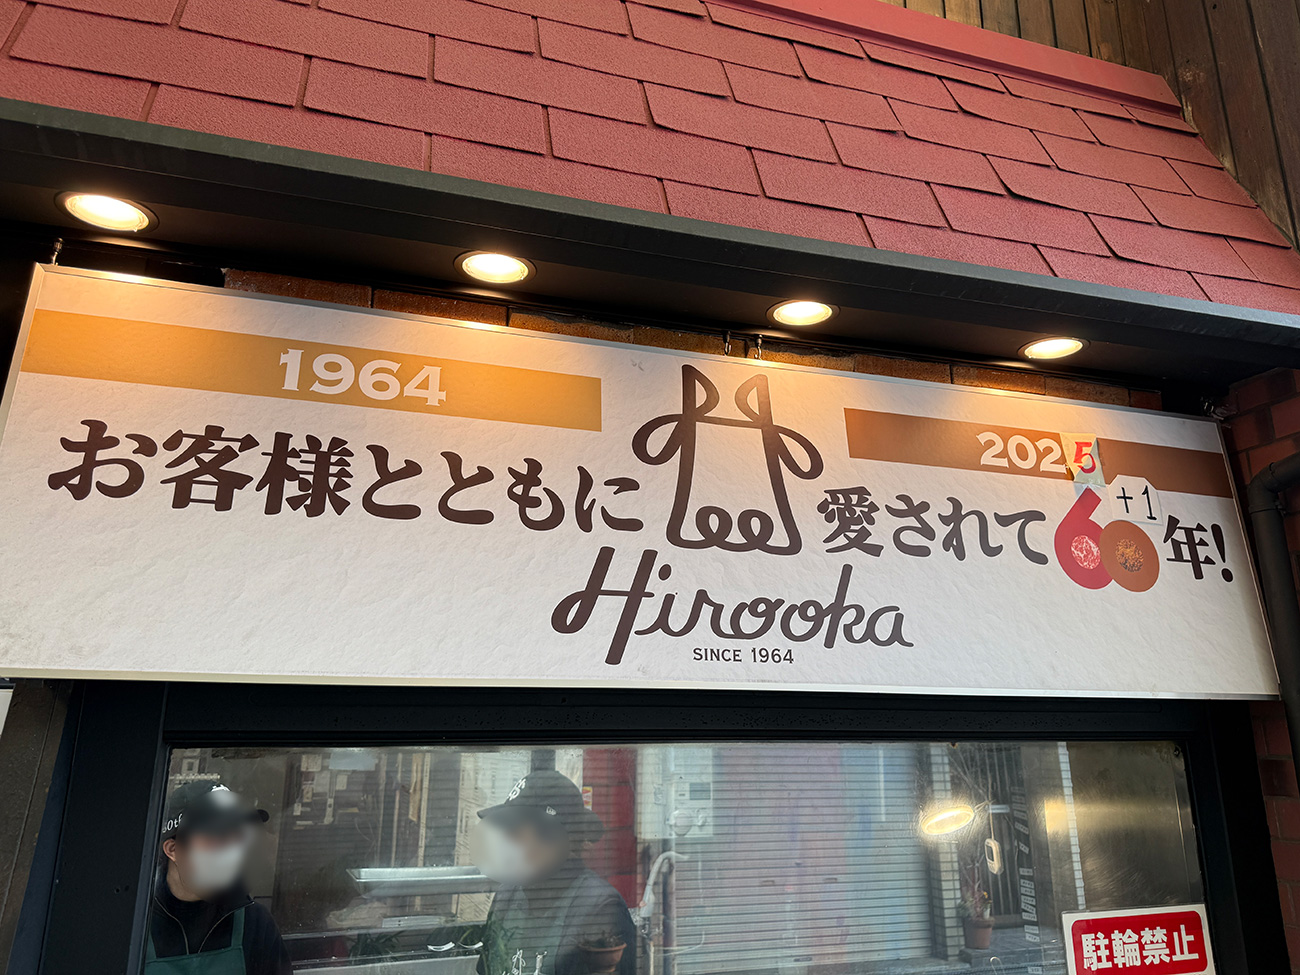 1964
2025
お客様とともに
愛されて60年!
+1
Hirooka
SINCE 1964
駐輪禁止